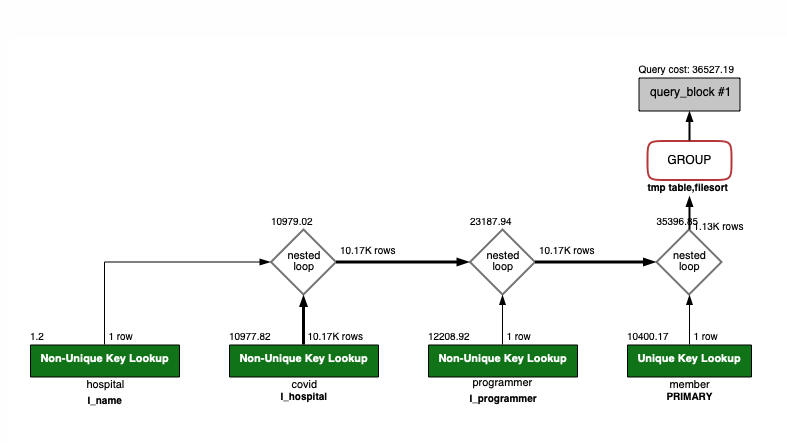 Query cost: 36527.19
query_block #1
GROUP
tmp table,filesort
10979.02
23187.94
35396.85
1.13K rows
nested
loop
10.17K rows
nested
loop
10.17K rows
nested
loop
1.2
1 row
10977.82
10.17K rows
12208.92
1 row
10400.17
1 row
Non-Unique Key Lookup
Non-Unique Key Lookup
Non-Unique Key Lookup
Unique Key Lookup
hospital
covid
programmer
member
I_name
I_hospital
I_programmer
PRIMARY